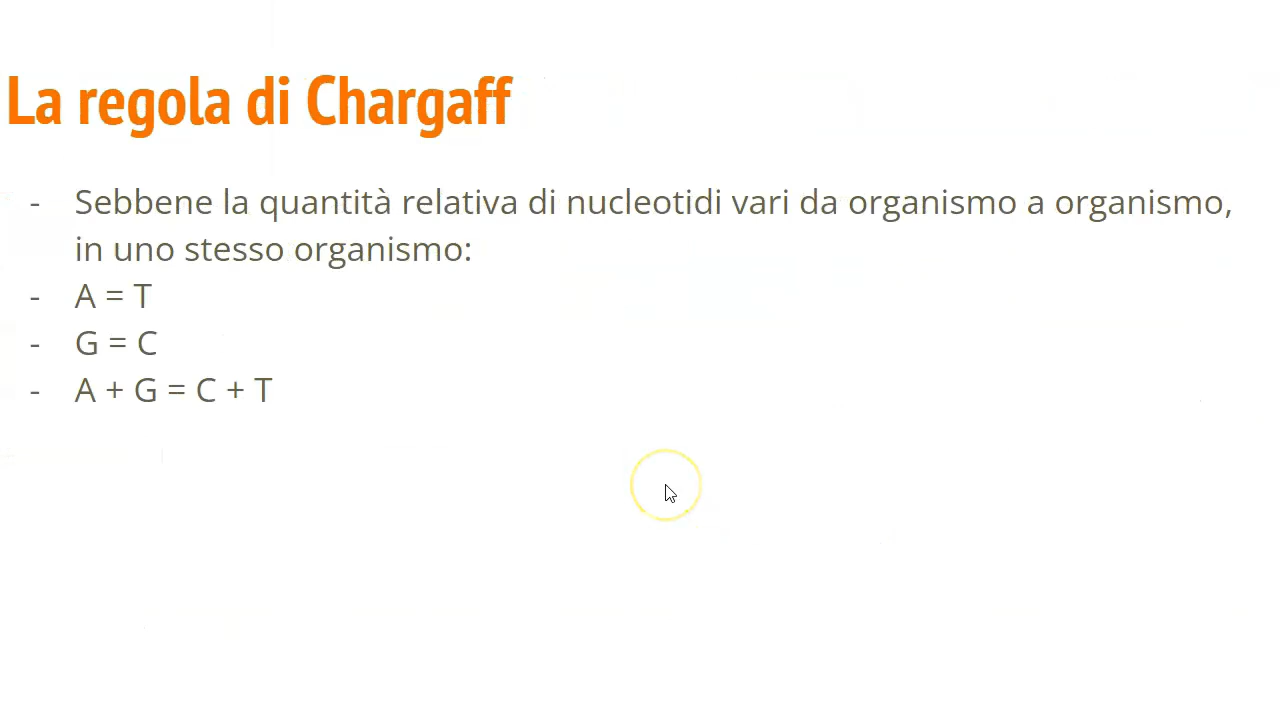 La regola di Chargaff
- Sebbene la quantità relativa di nucleotidi vari da organismo a organismo,
in uno stesso organismo:
- A = T
- G = C
- A + G = C + T